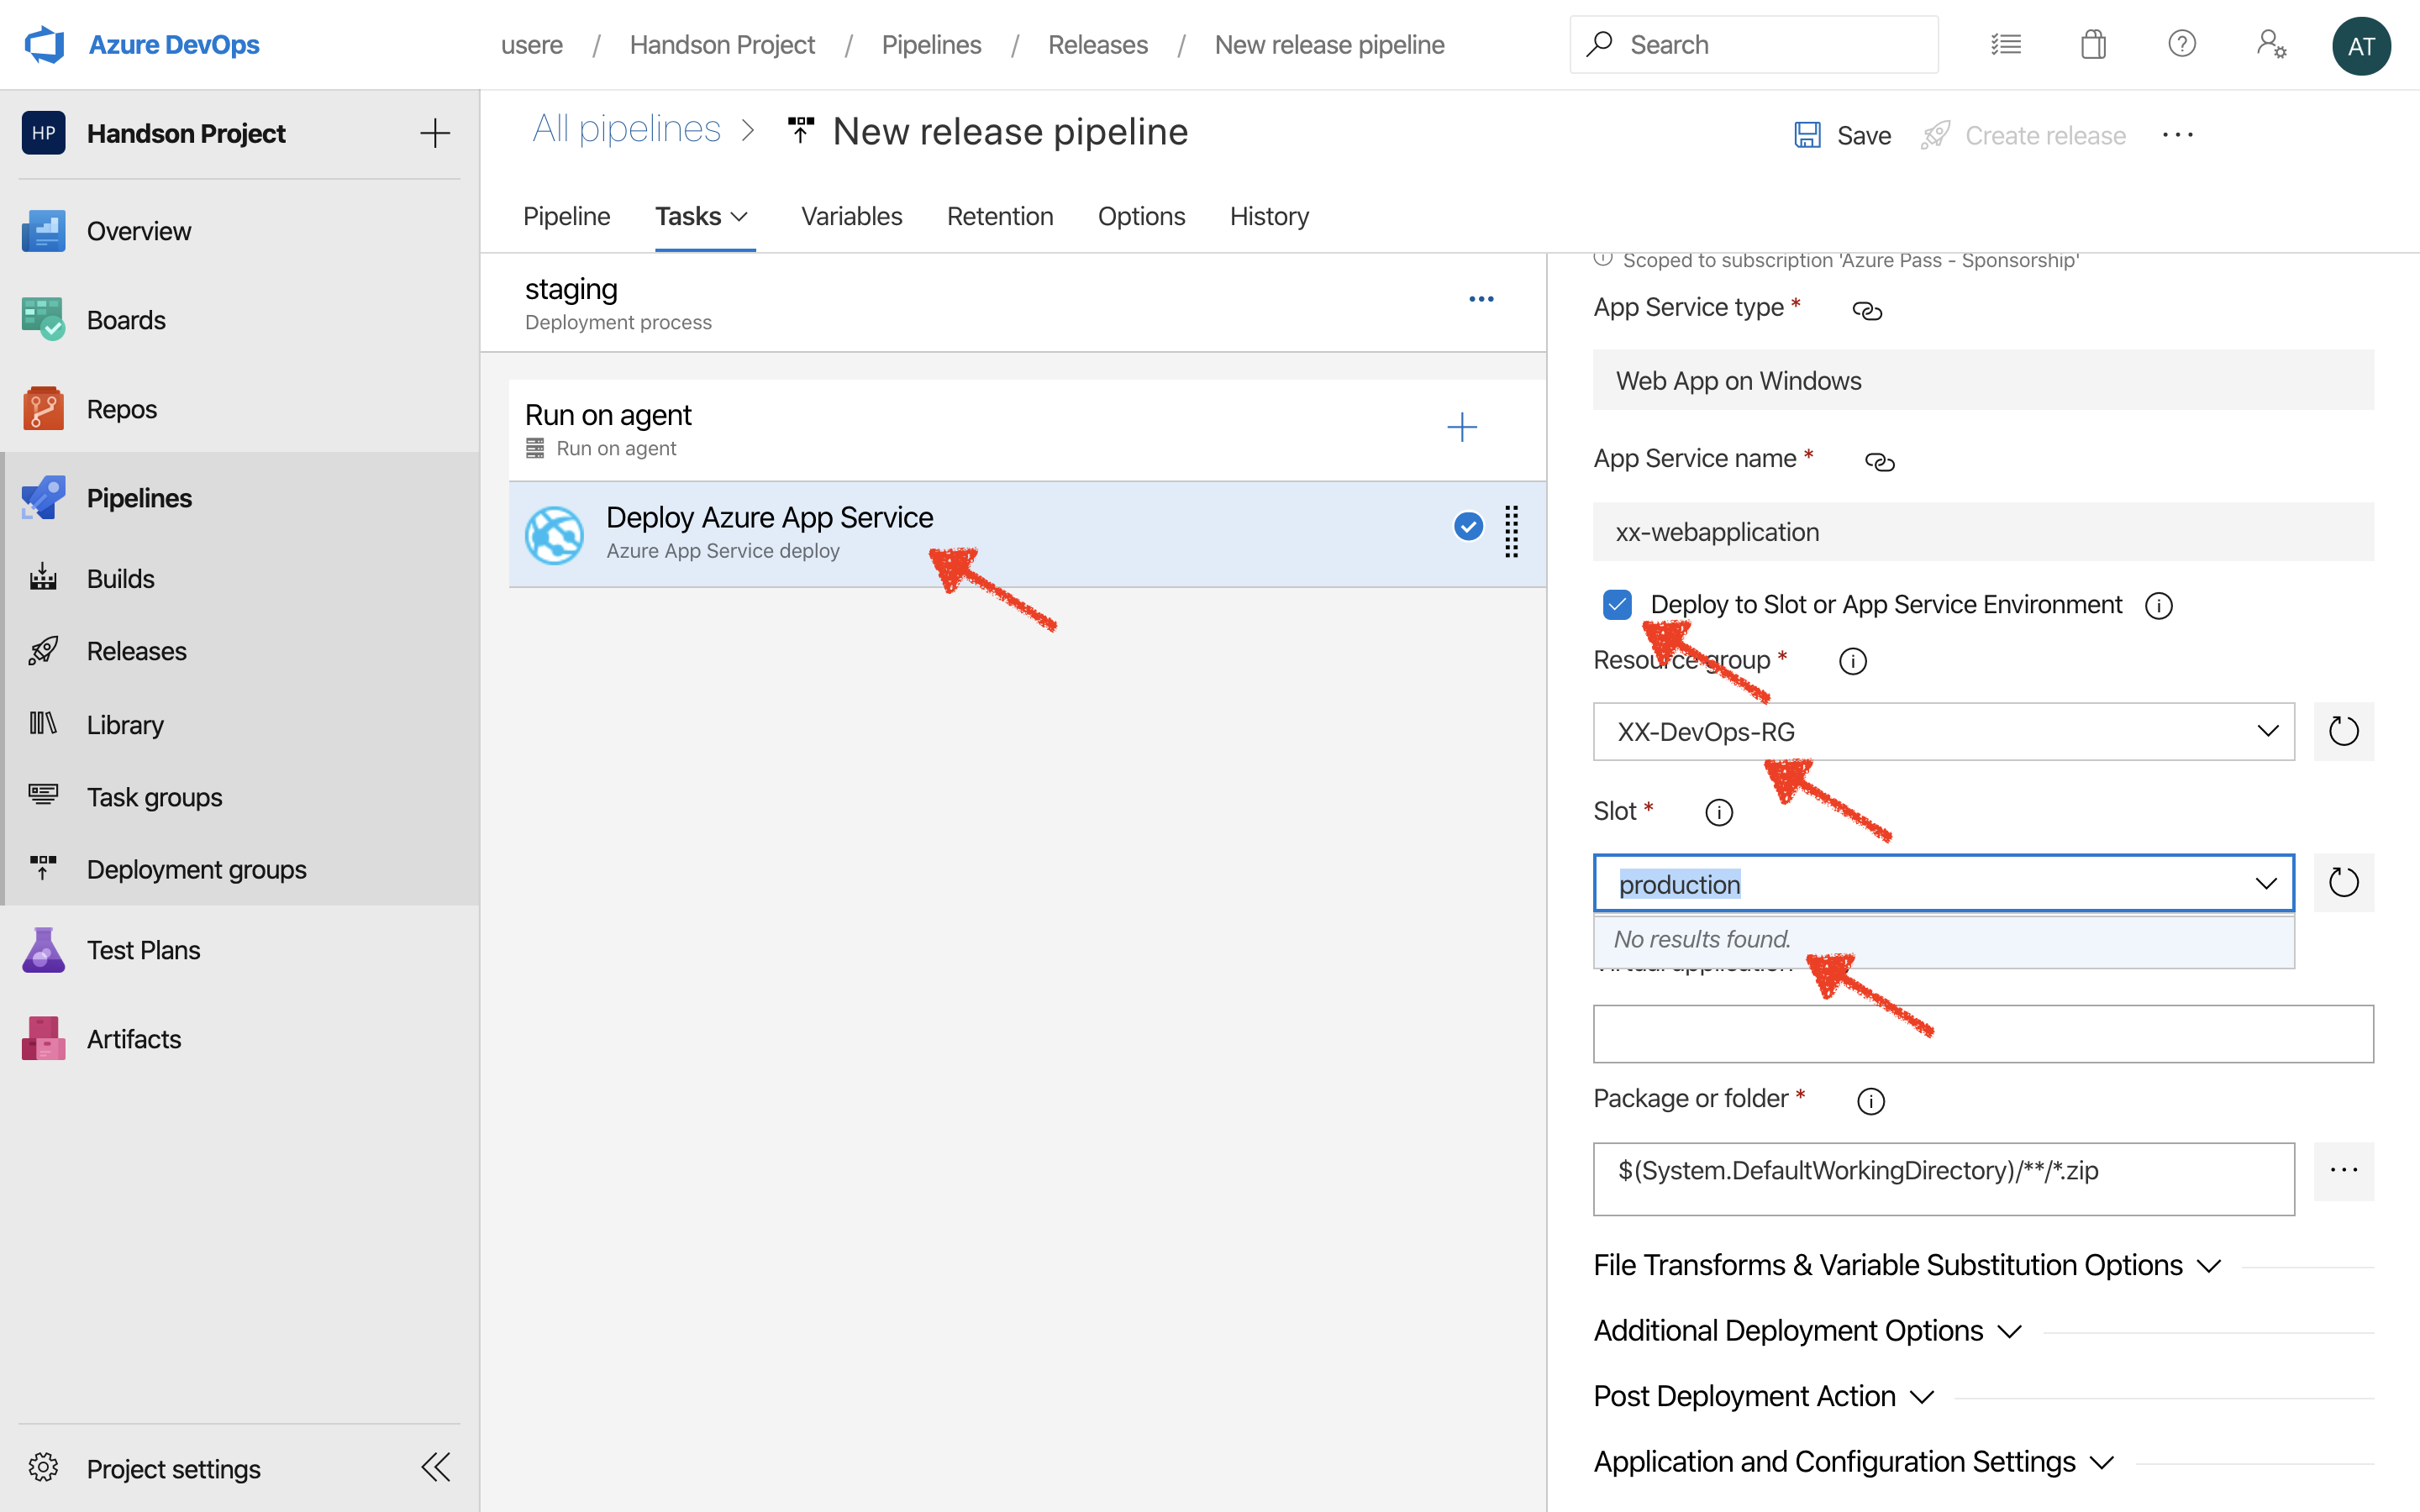 Azure DevOps
usere / Handson Project / Pipelines / Releases / New release pipeline
Search
AT
HP
Handson Project
Overview
Boards
Repos
Pipelines
Builds
Releases
Library
Task groups
Deployment groups
Test Plans
Artifacts
Project settings
All pipelines > New release pipeline
Save
Create release
Pipeline
Tasks
Variables
Retention
Options
History
staging
Deployment process
Run on agent
Run on agent
Deploy Azure App Service
Azure App Service deploy
Scoped to subscription 'Azure Pass - Sponsorship'
App Service type *
Web App on Windows
App Service name *
xx-webapplication
Deploy to Slot or App Service Environment
Resource group *
XX-DevOps-RG
Slot *
production
No results found.
Virtual application
Package or folder *
$(System.DefaultWorkingDirectory)/**/*.zip
File Transforms & Variable Substitution Options
Additional Deployment Options
Post Deployment Action
Application and Configuration Settings